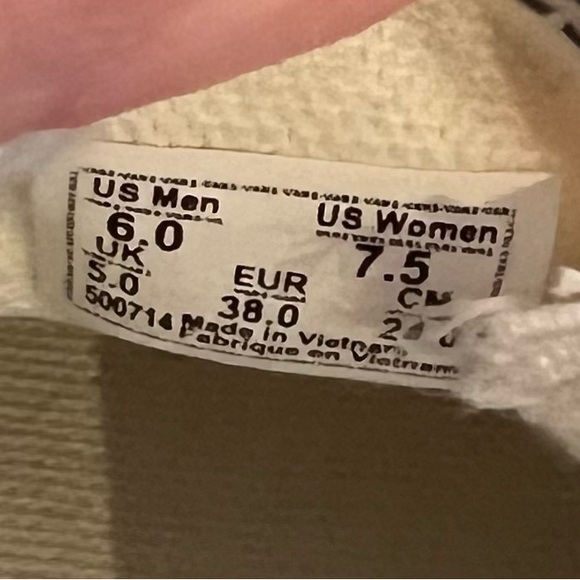 US Men
6.0
US Women
7.5
UK
5.0
EUR
38.0
CM
500714
Made in Vietnam
Fabrique en Vietnam